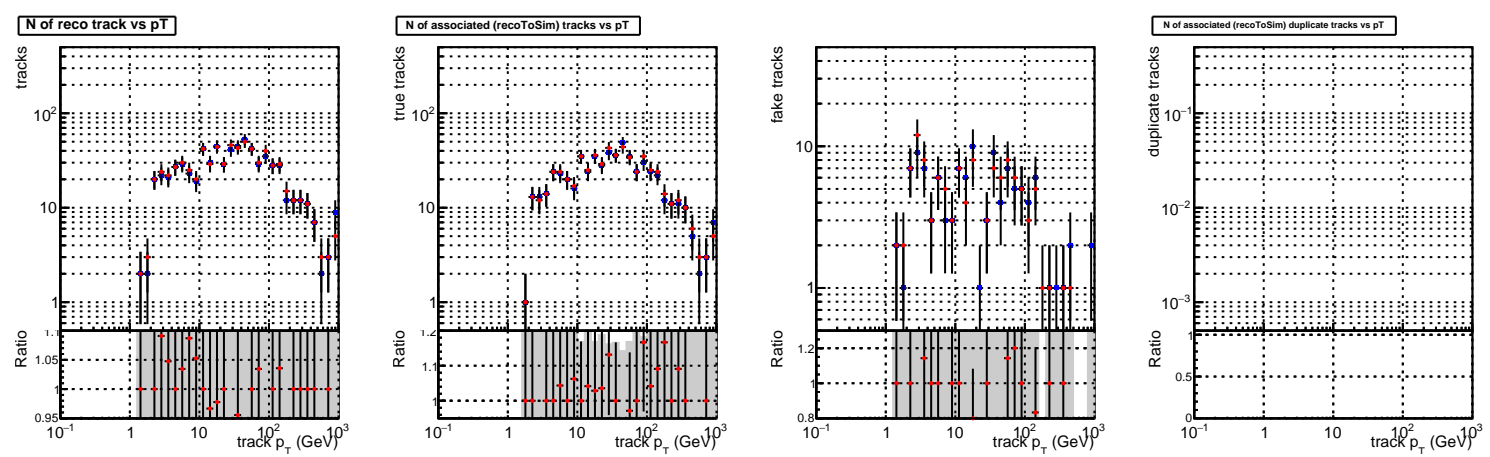 N of reco track vs pT
tracks
10²
10
1
Ratio
1.1
1.05
1
0.95
10⁻¹ 1 10 10² 10³
track p_T (GeV)
N of associated (recoToSim) tracks vs pT
true tracks
10²
10
1
Ratio
1.2
1.1
1
10⁻¹ 1 10 10² 10³
track p_T (GeV)
fake tracks
10
1
Ratio
1.2
1
0.8
10⁻¹ 1 10 10² 10³
track p_T (GeV)
N of associated (recoToSim) duplicate tracks vs pT
duplicate tracks
10⁻¹
10⁻²
10⁻³
Ratio
1
0.5
0
10⁻¹ 1 10 10² 10³
track p_T (GeV)